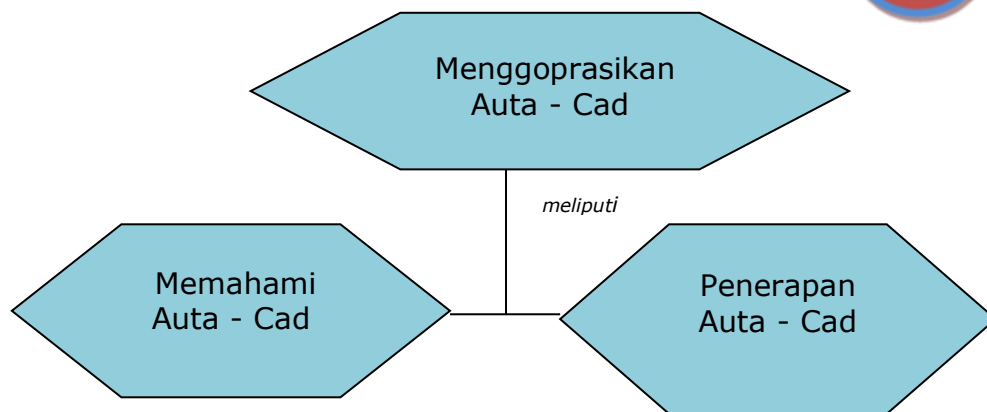 Menggoprasikan
Auta - Cad
meliputi
Memahami
Auta - Cad
Penerapan
Auta - Cad